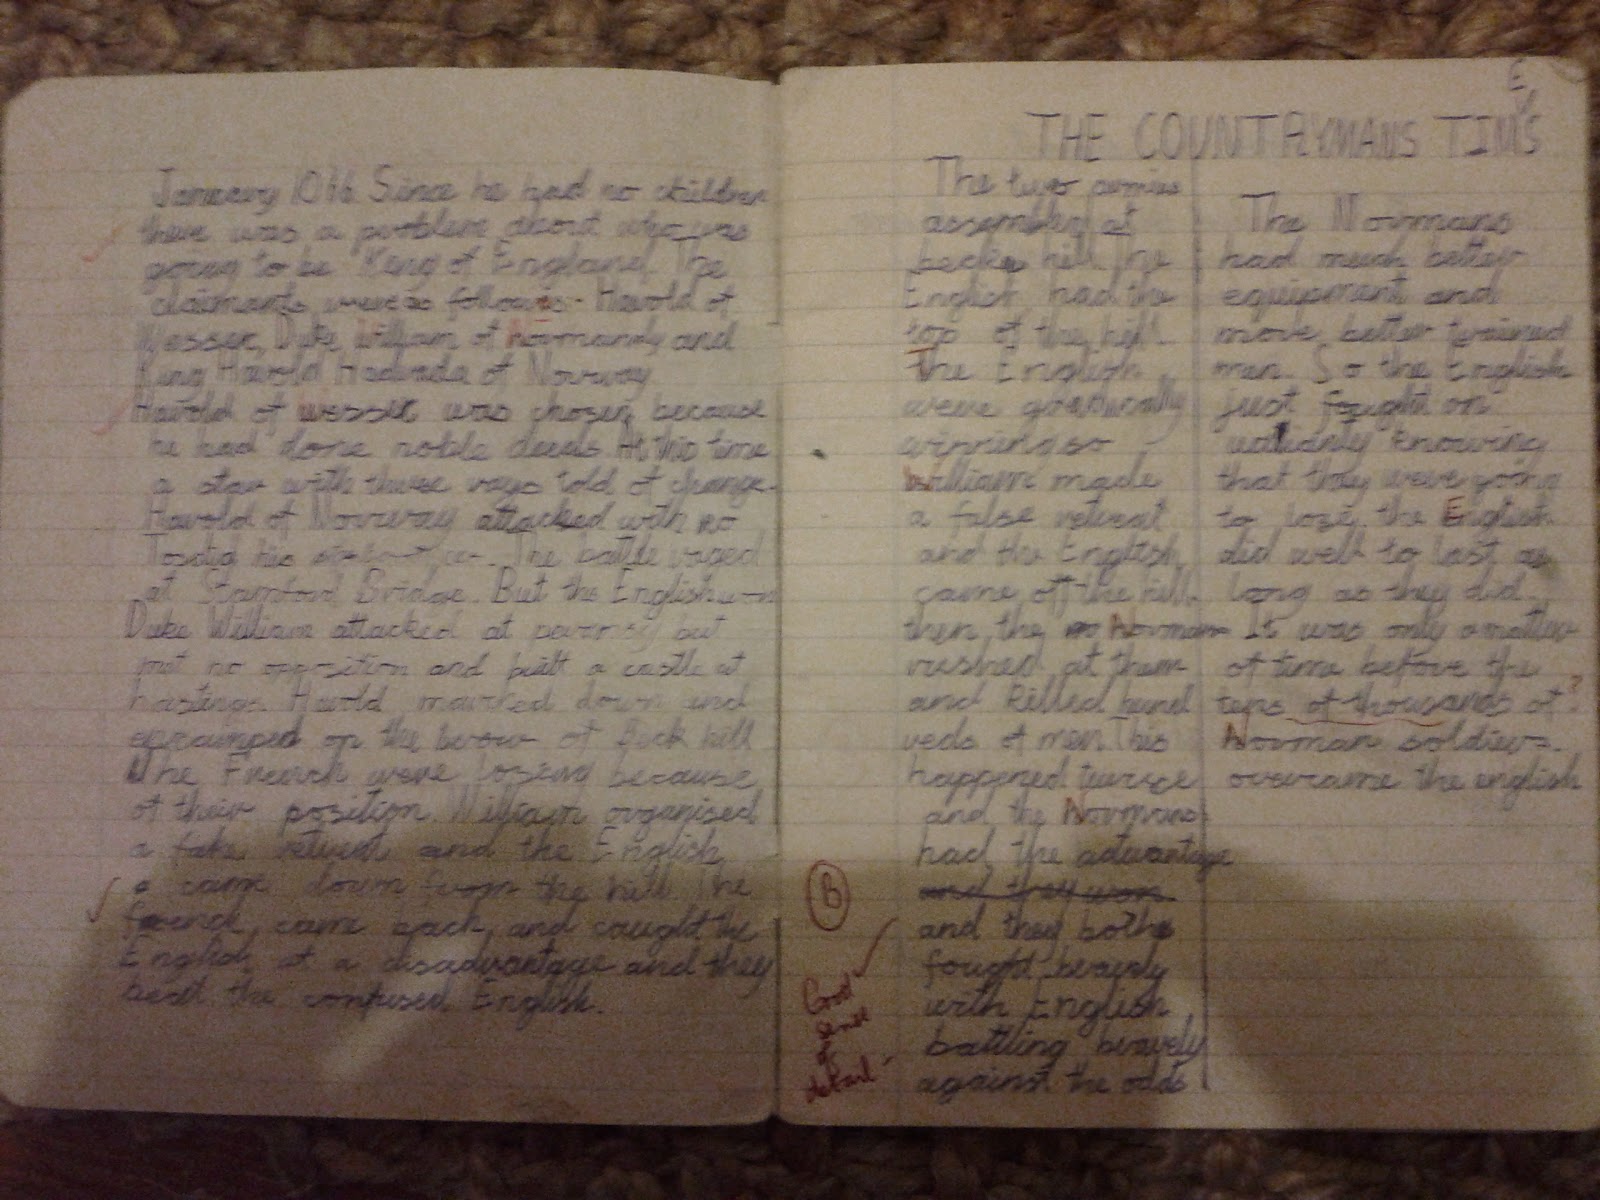 January 1066. Since he had no children
there was a problem about who was
going to be King of England. The
claimants were as follows:- Harold of
Wessex, Duke William of Normandy and
King Harold Hadrada of Norway
Harold of Wessex was chosen because
he had done noble deeds. At this time
a star with three rays told of change.
Harold of Norway attacked with
Tostig his The battle raged
at Stamford Bridge. But the English won
Duke William attacked at but
met no opposition and built a castle at
hastings. Harold marched down and
encamped on the brow of hill
The French were losing because
of their position. William organised
a fake retreat and the English
came down from the hill. The
french came back and caught the
English at a disadvantage and they
beat the confused English.
E
THE COUNTRYMANS TIMS
The two armies
assembled at
hill. The
English had the
top of the hill.
The English
were gradually
winning so
William made
a false retreat
and the English
came off the hill.
then the Normans
rushed at them
and killed hund
reds of men. This
happened twice
and the Normans
had the advantage
and they won
and they bothe
fought bravely
with English
battling bravely
against the odds
The Normans
had much better
equipment and
more better trained
men. So the English
just fought on
valiantly knowing
that they were going
to lose. the English
did well to last as
long as they did.
It was only a matter
of time before the
tens of thousands of ?
Norman soldiers
overcame the english
B
Good
sense
of
detail